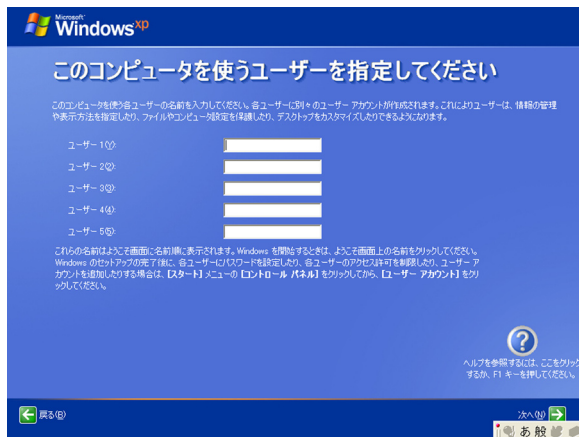 Microsoft
Windows xp
このコンピュータを使うユーザーを指定してください
このコンピュータを使う各ユーザーの名前を入力してください。各ユーザーに別々のユーザー アカウントが作成されます。これによりユーザーは、情報の管理
や表示方法を指定したり、ファイルやコンピュータ設定を保護したり、デスクトップをカスタマイズしたりできるようになります。
ユーザー 1(Y):
ユーザー 2(2):
ユーザー 3(3):
ユーザー 4(4):
ユーザー 5(5):
これらの名前はようこそ画面に名前順に表示されます。Windows を開始するときは、ようこそ画面上の名前をクリックしてください。
Windows のセットアップの完了後に、各ユーザーにパスワードを設定したり、各ユーザーのアクセス許可を制限したり、ユーザー ア
カウントを追加したりする場合は、[スタート] メニューの [コントロール パネル] をクリックしてから、[ユーザー アカウント] をクリ
ックしてください。
?
ヘルプを参照するには、ここをクリック
するか、F1 キーを押してください。
戻る(B)
次へ(N)
あ 般